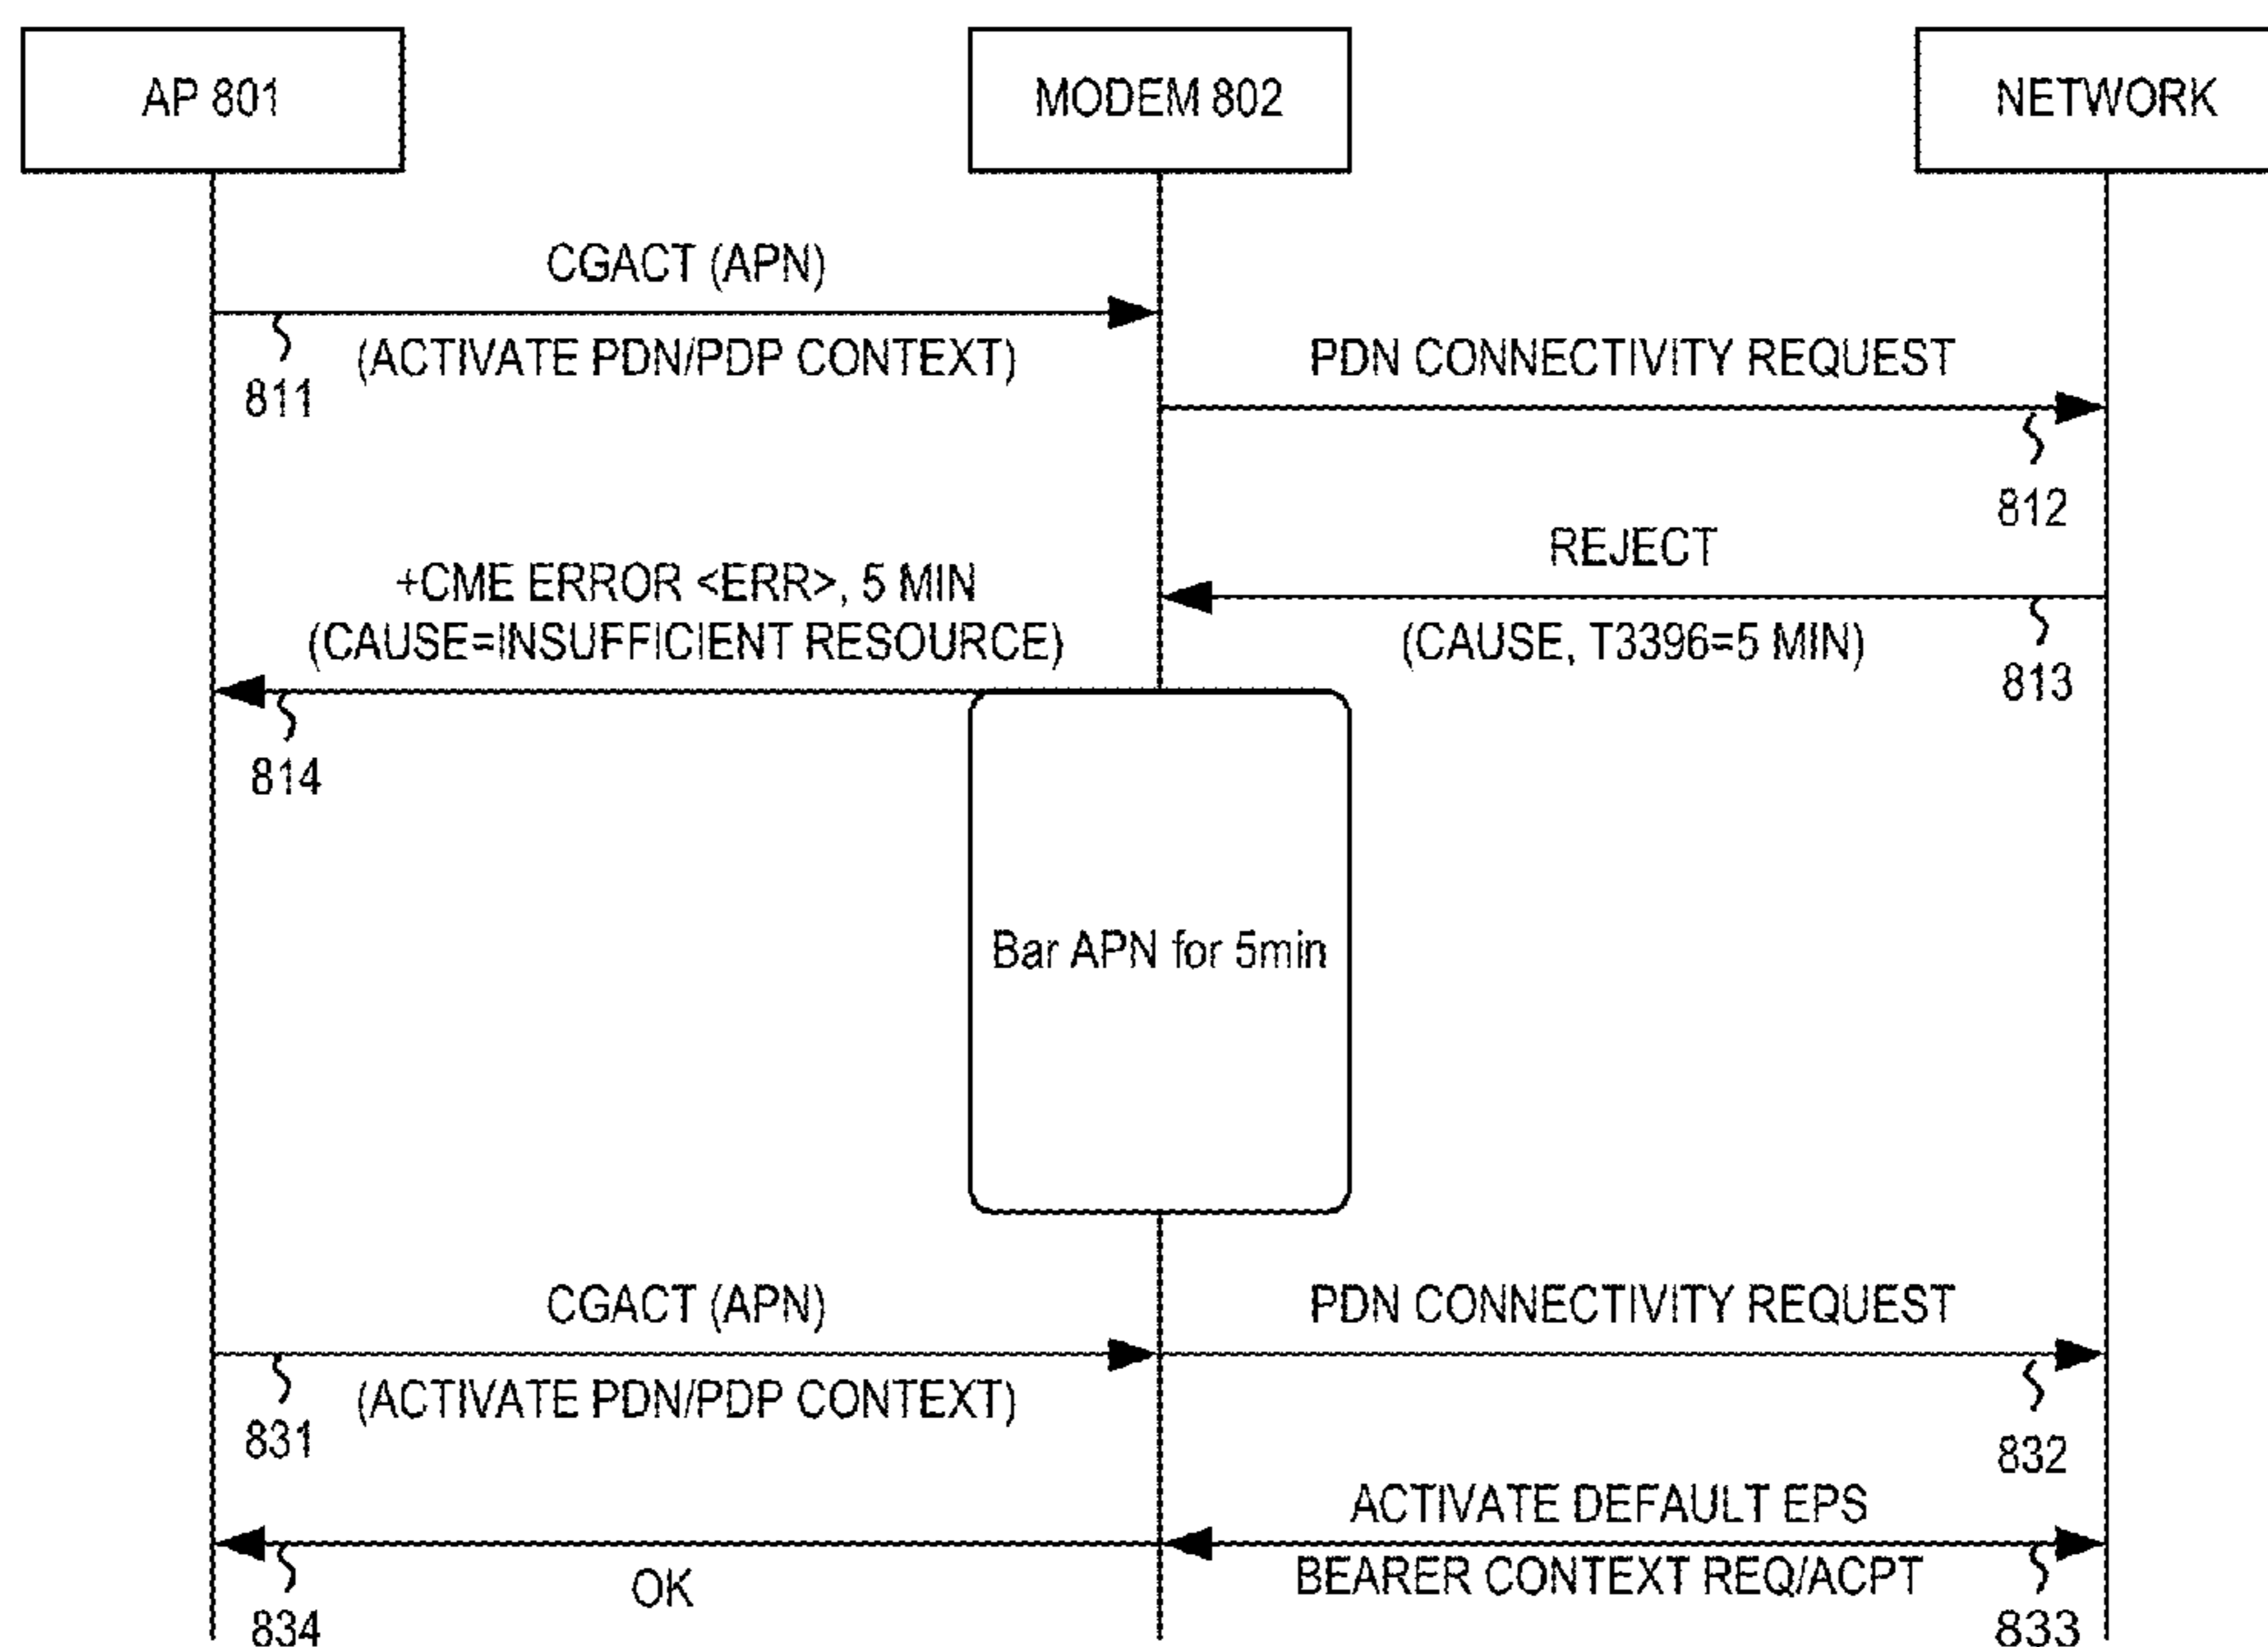 AP 801
MODEM 802
NETWORK
CGACT (APN)
(ACTIVATE PDN/PDP CONTEXT)
811
PDN CONNECTIVITY REQUEST
812
REJECT
(CAUSE, T3396=5 MIN)
813
+CME ERROR <ERR>, 5 MIN
(CAUSE=INSUFFICIENT RESOURCE)
814
Bar APN for 5min
CGACT (APN)
(ACTIVATE PDN/PDP CONTEXT)
831
PDN CONNECTIVITY REQUEST
832
ACTIVATE DEFAULT EPS
BEARER CONTEXT REQ/ACPT
833
OK
834